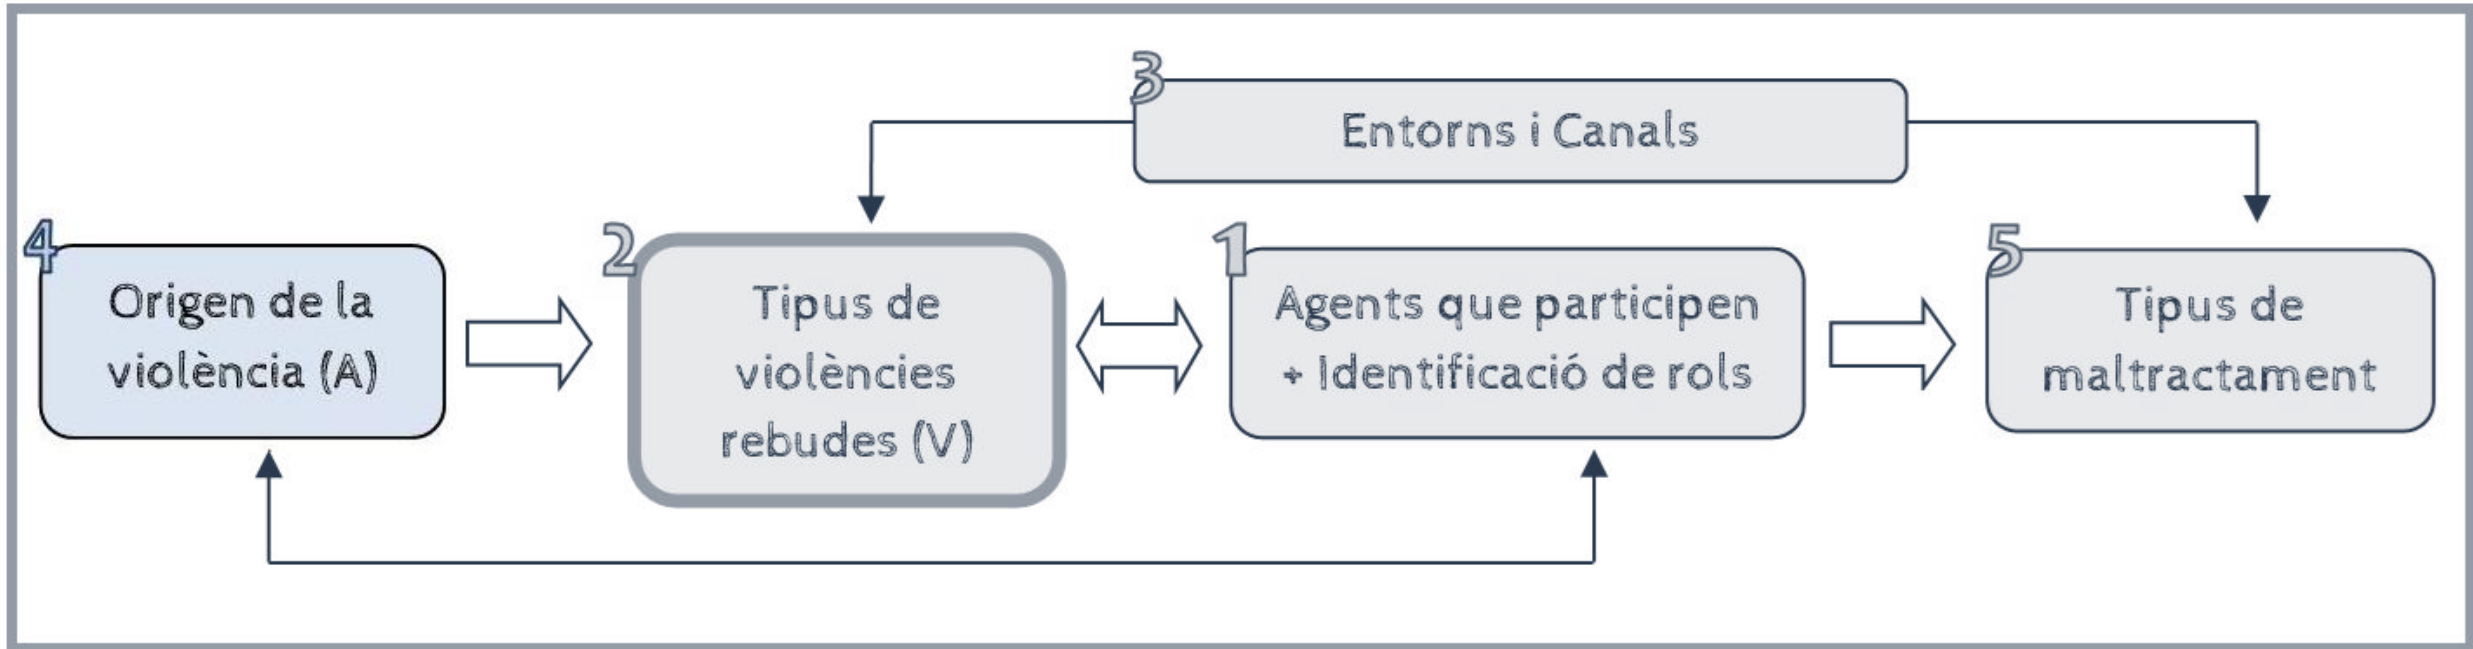 3
Entorns i Canals
4
Origen de la
violència (A)
2
Tipus de
violències
rebudes (V)
1
Agents que participen
+ Identificació de rols
5
Tipus de
maltractament